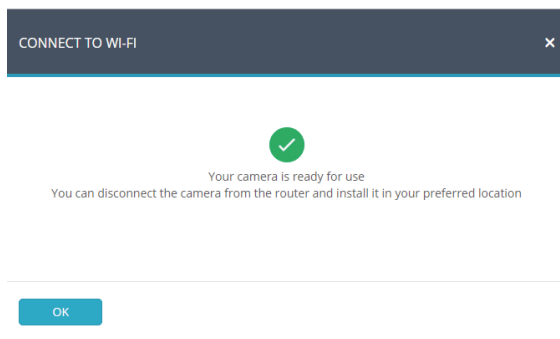 CONNECT TO WI-FI
Your camera is ready for use
You can disconnect the camera from the router and install it in your preferred location
OK